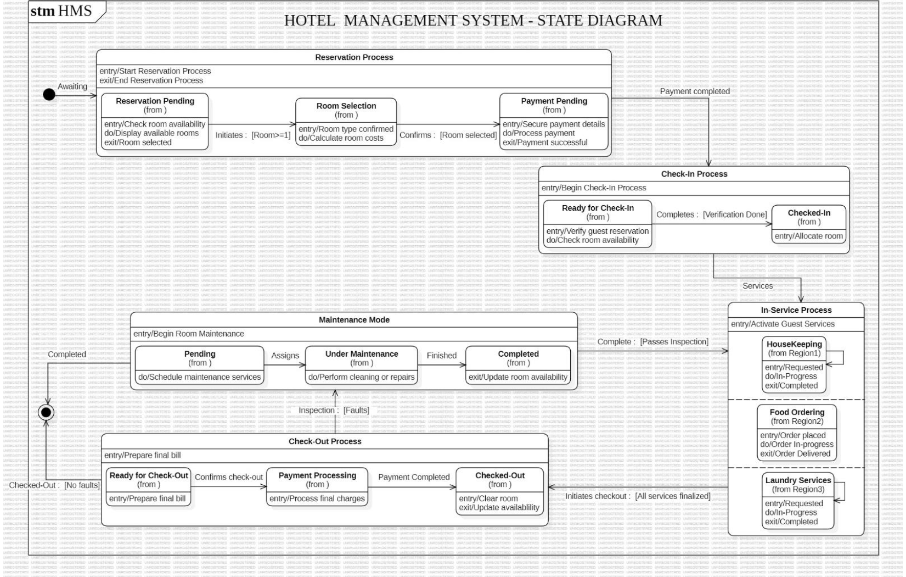 stm HMS
HOTEL MANAGEMENT SYSTEM - STATE DIAGRAM
Reservation Process
entry/Start Reservation Process
exit/End Reservation Process
Awaiting
Reservation Pending
(from )
entry/Check room availability
do/Display available rooms
exit/Room selected
Initiates : [Room>=1]
Room Selection
(from )
entry/Room type confirmed
do/Calculate room costs
Confirms : [Room selected]
Payment Pending
(from )
entry/Secure payment details
do/Process payment
exit/Payment successful
Payment completed
Check-In Process
entry/Begin Check-In Process
Ready for Check-In
(from )
entry/Verify guest reservation
do/Check room availability
Completes : [Verification Done]
Checked-In
(from )
entry/Allocate room
Services
In-Service Process
entry/Activate Guest Services
HouseKeeping
(from Region1)
entry/Requested
do/In-Progress
exit/Completed
Food Ordering
(from Region2)
entry/Order placed
do/Order In-progress
exit/Order Delivered
Laundry Services
(from Region3)
entry/Requested
do/In-Progress
exit/Completed
Maintenance Mode
entry/Begin Room Maintenance
Pending
(from )
do/Schedule maintenance services
Assigns
Under Maintenance
(from )
do/Perform cleaning or repairs
Finished
Completed
(from )
exit/Update room availability
Complete : [Passes Inspection]
Completed
Inspection : [Faults]
Check-Out Process
entry/Prepare final bill
Ready for Check-Out
(from )
entry/Prepare final bill
Confirms check-out
Payment Processing
(from )
entry/Process final charges
Payment Completed
Checked-Out
(from )
entry/Clear room
exit/Update availablility
Checked-Out : [No faults]
Initiates checkout : [All services finalized]